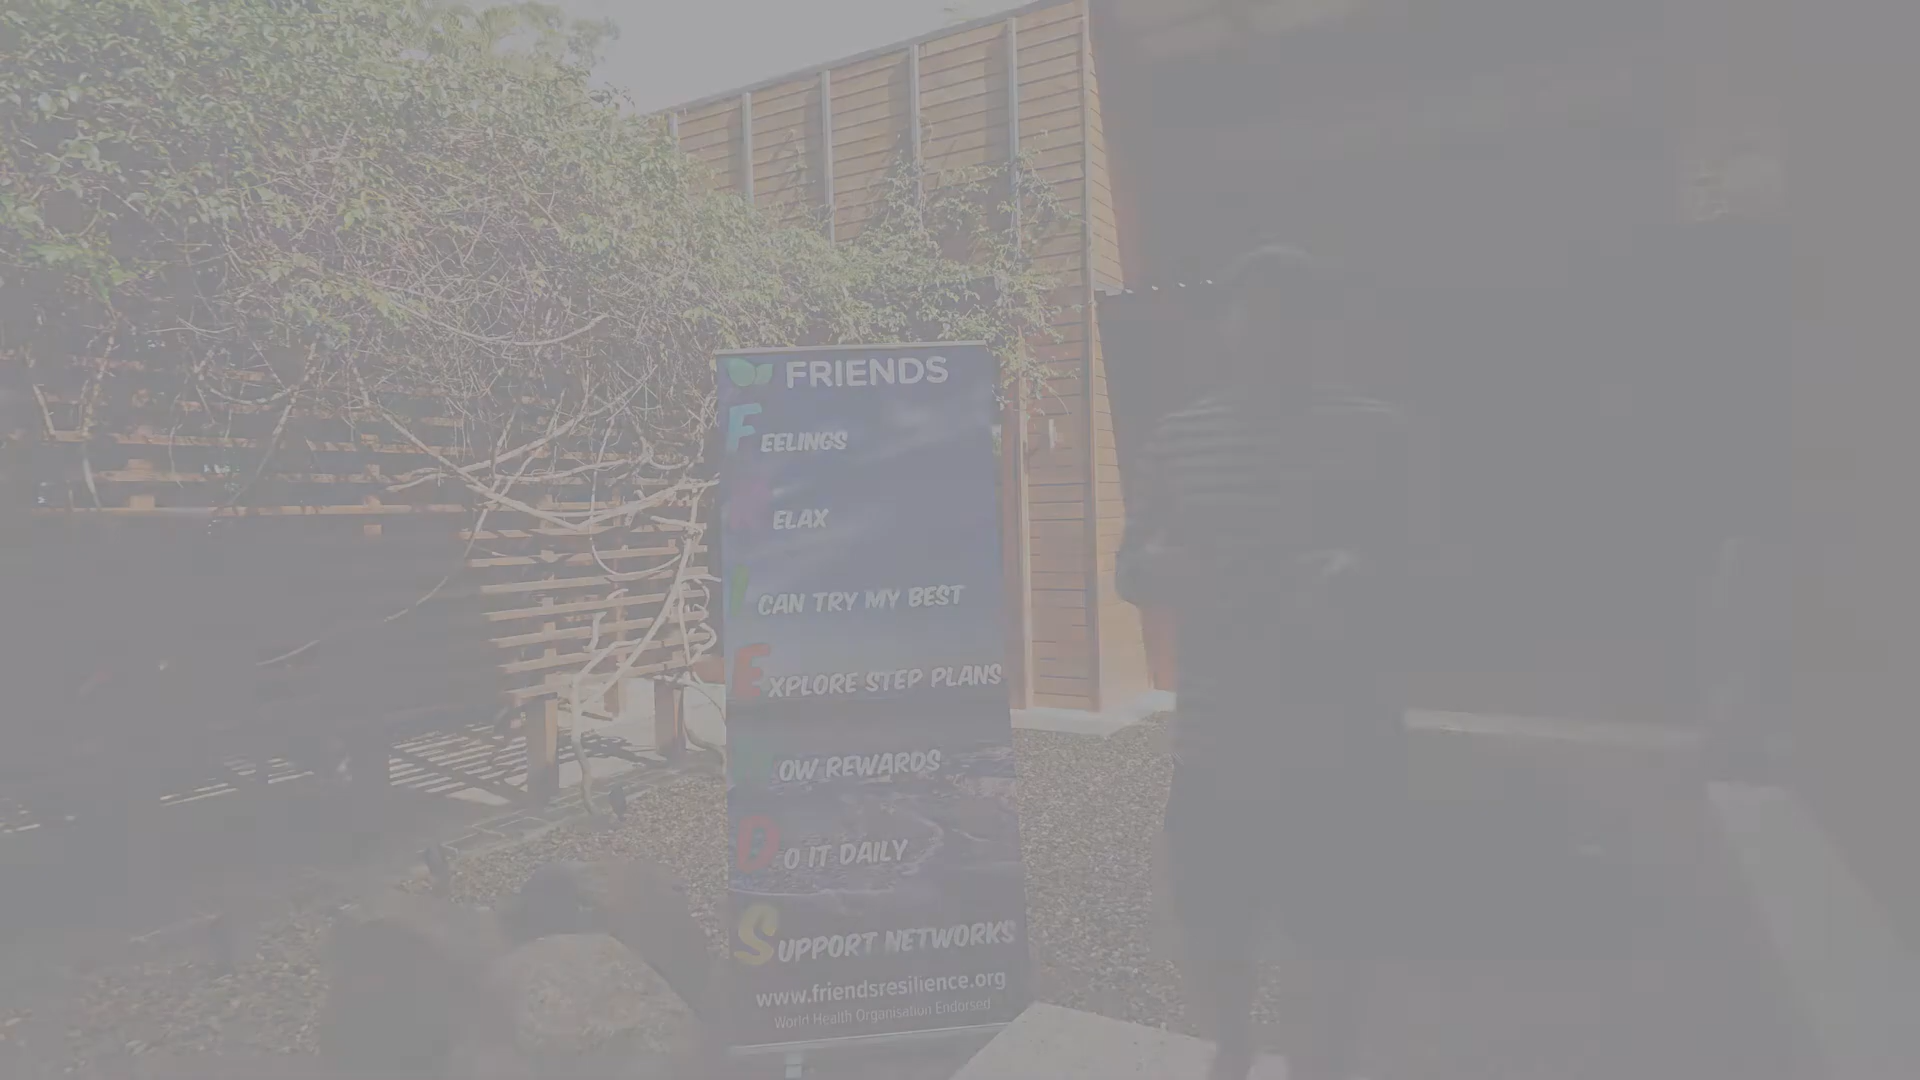 FRIENDS
FEELINGS
RELAX
I CAN TRY MY BEST
EXPLORE STEP PLANS
NOW REWARDS
DO IT DAILY
SUPPORT NETWORKS
www.friendsresilience.org
World Health Organisation Endorsed